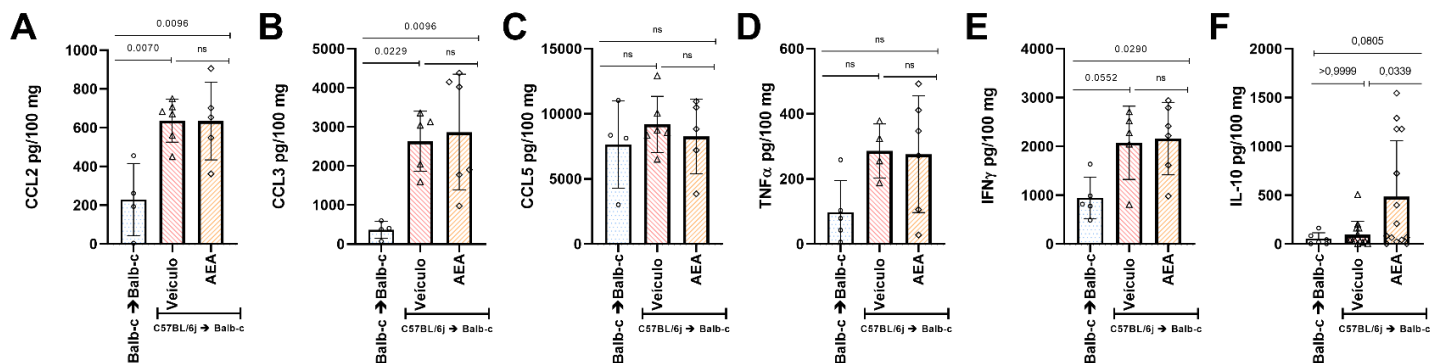 A
0.0096
0.0070
ns
CCL2 pg/100 mg
1000
800
600
400
200
0
Balb-c ➔ Balb-c
Veículo
AEA
C57BL/6j ➔ Balb-c
B
0.0096
0.0229
ns
CCL3 pg/100 mg
5000
4000
3000
2000
1000
0
Balb-c ➔ Balb-c
Veículo
AEA
C57BL/6j ➔ Balb-c
C
ns
ns
ns
CCL5 pg/100 mg
15000
10000
5000
0
Balb-c ➔ Balb-c
Veículo
AEA
C57BL/6j ➔ Balb-c
D
ns
ns
ns
TNFα pg/100 mg
600
400
200
0
Balb-c ➔ Balb-c
Veículo
AEA
C57BL/6j ➔ Balb-c
E
0.0290
0.0552
ns
IFNγ pg/100 mg
4000
3000
2000
1000
0
Balb-c ➔ Balb-c
Veículo
AEA
C57BL/6j ➔ Balb-c
F
0,0805
>0,9999
0,0339
IL-10 pg/100 mg
2000
1500
1000
500
0
Balb-c ➔ Balb-c
Veículo
AEA
C57BL/6j ➔ Balb-c